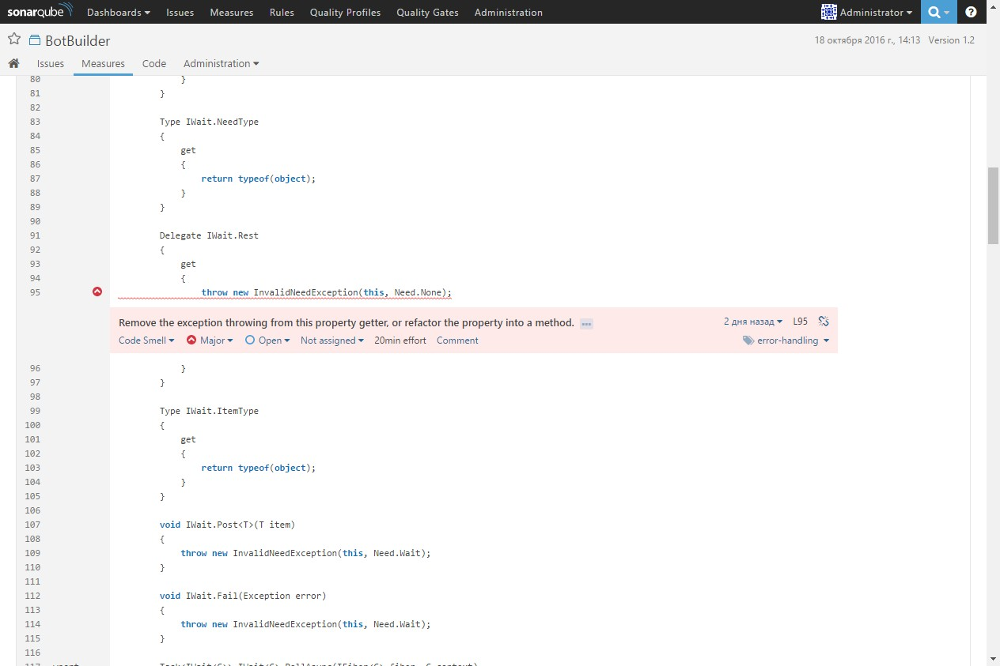 sonarqube Dashboards Issues Measures Rules Quality Profiles Quality Gates Administration Administrator ?
BotBuilder 18 октября 2016 г., 14:13 Version 1.2
Issues Measures Code Administration
80 }
81 }
82
83 Type IWait.NeedType
84 {
85 get
86 {
87 return typeof(object);
88 }
89 }
90
91 Delegate IWait.Rest
92 {
93 get
94 {
95 throw new InvalidNeedException(this, Need.None);
Remove the exception throwing from this property getter, or refactor the property into a method. ... 2 дня назад L95
Code Smell Major Open Not assigned 20min effort Comment error-handling
96 }
97 }
98
99 Type IWait.ItemType
100 {
101 get
102 {
103 return typeof(object);
104 }
105 }
106
107 void IWait.Post<T>(T item)
108 {
109 throw new InvalidNeedException(this, Need.Wait);
110 }
111
112 void IWait.Fail(Exception error)
113 {
114 throw new InvalidNeedException(this, Need.Wait);
115 }
116